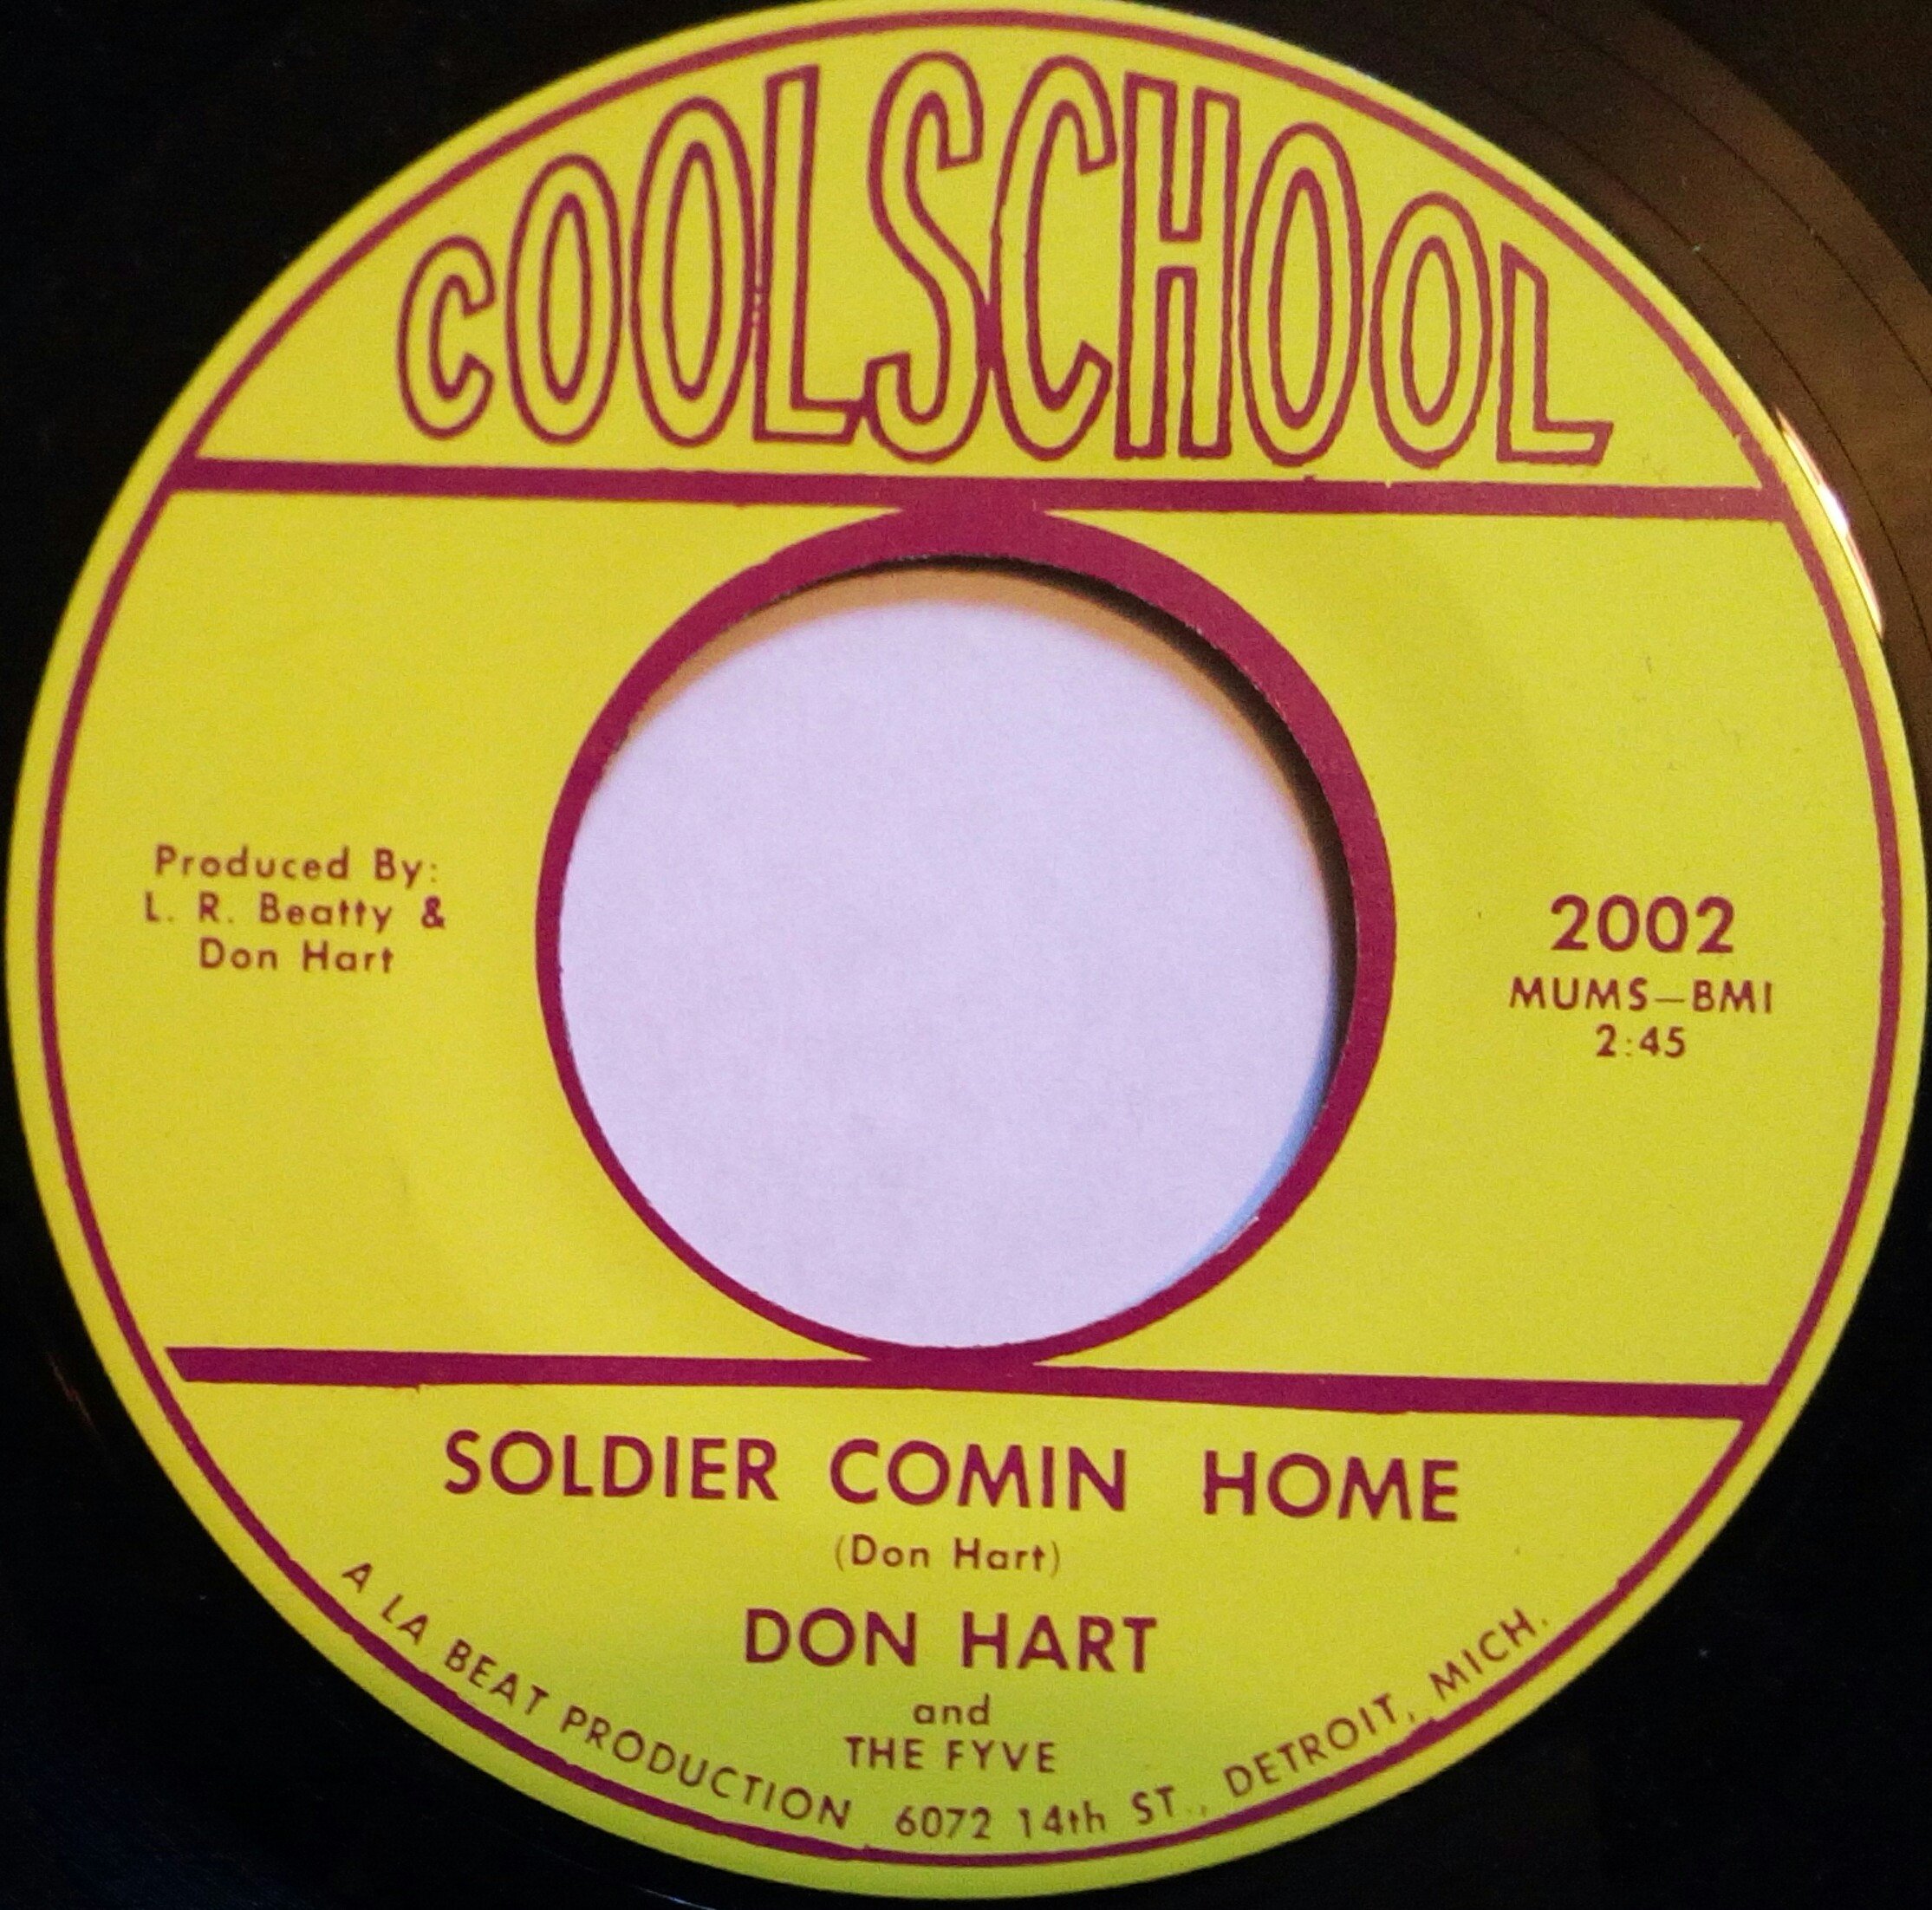 COOLSCHOOL
Produced By:
L. R. Beatty &
Don Hart
2002
MUMS—BMI
2:45
SOLDIER COMIN HOME
(Don Hart)
DON HART
and
THE FYVE
A LA BEAT PRODUCTION 6072 14th ST., DETROIT, MICH.